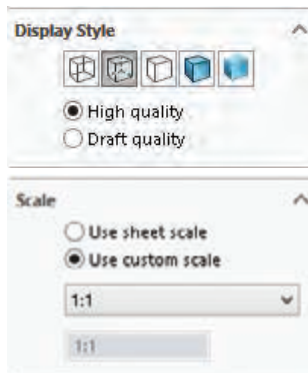 Display Style
High quality
Draft quality
Scale
Use sheet scale
Use custom scale
1:1
1:1